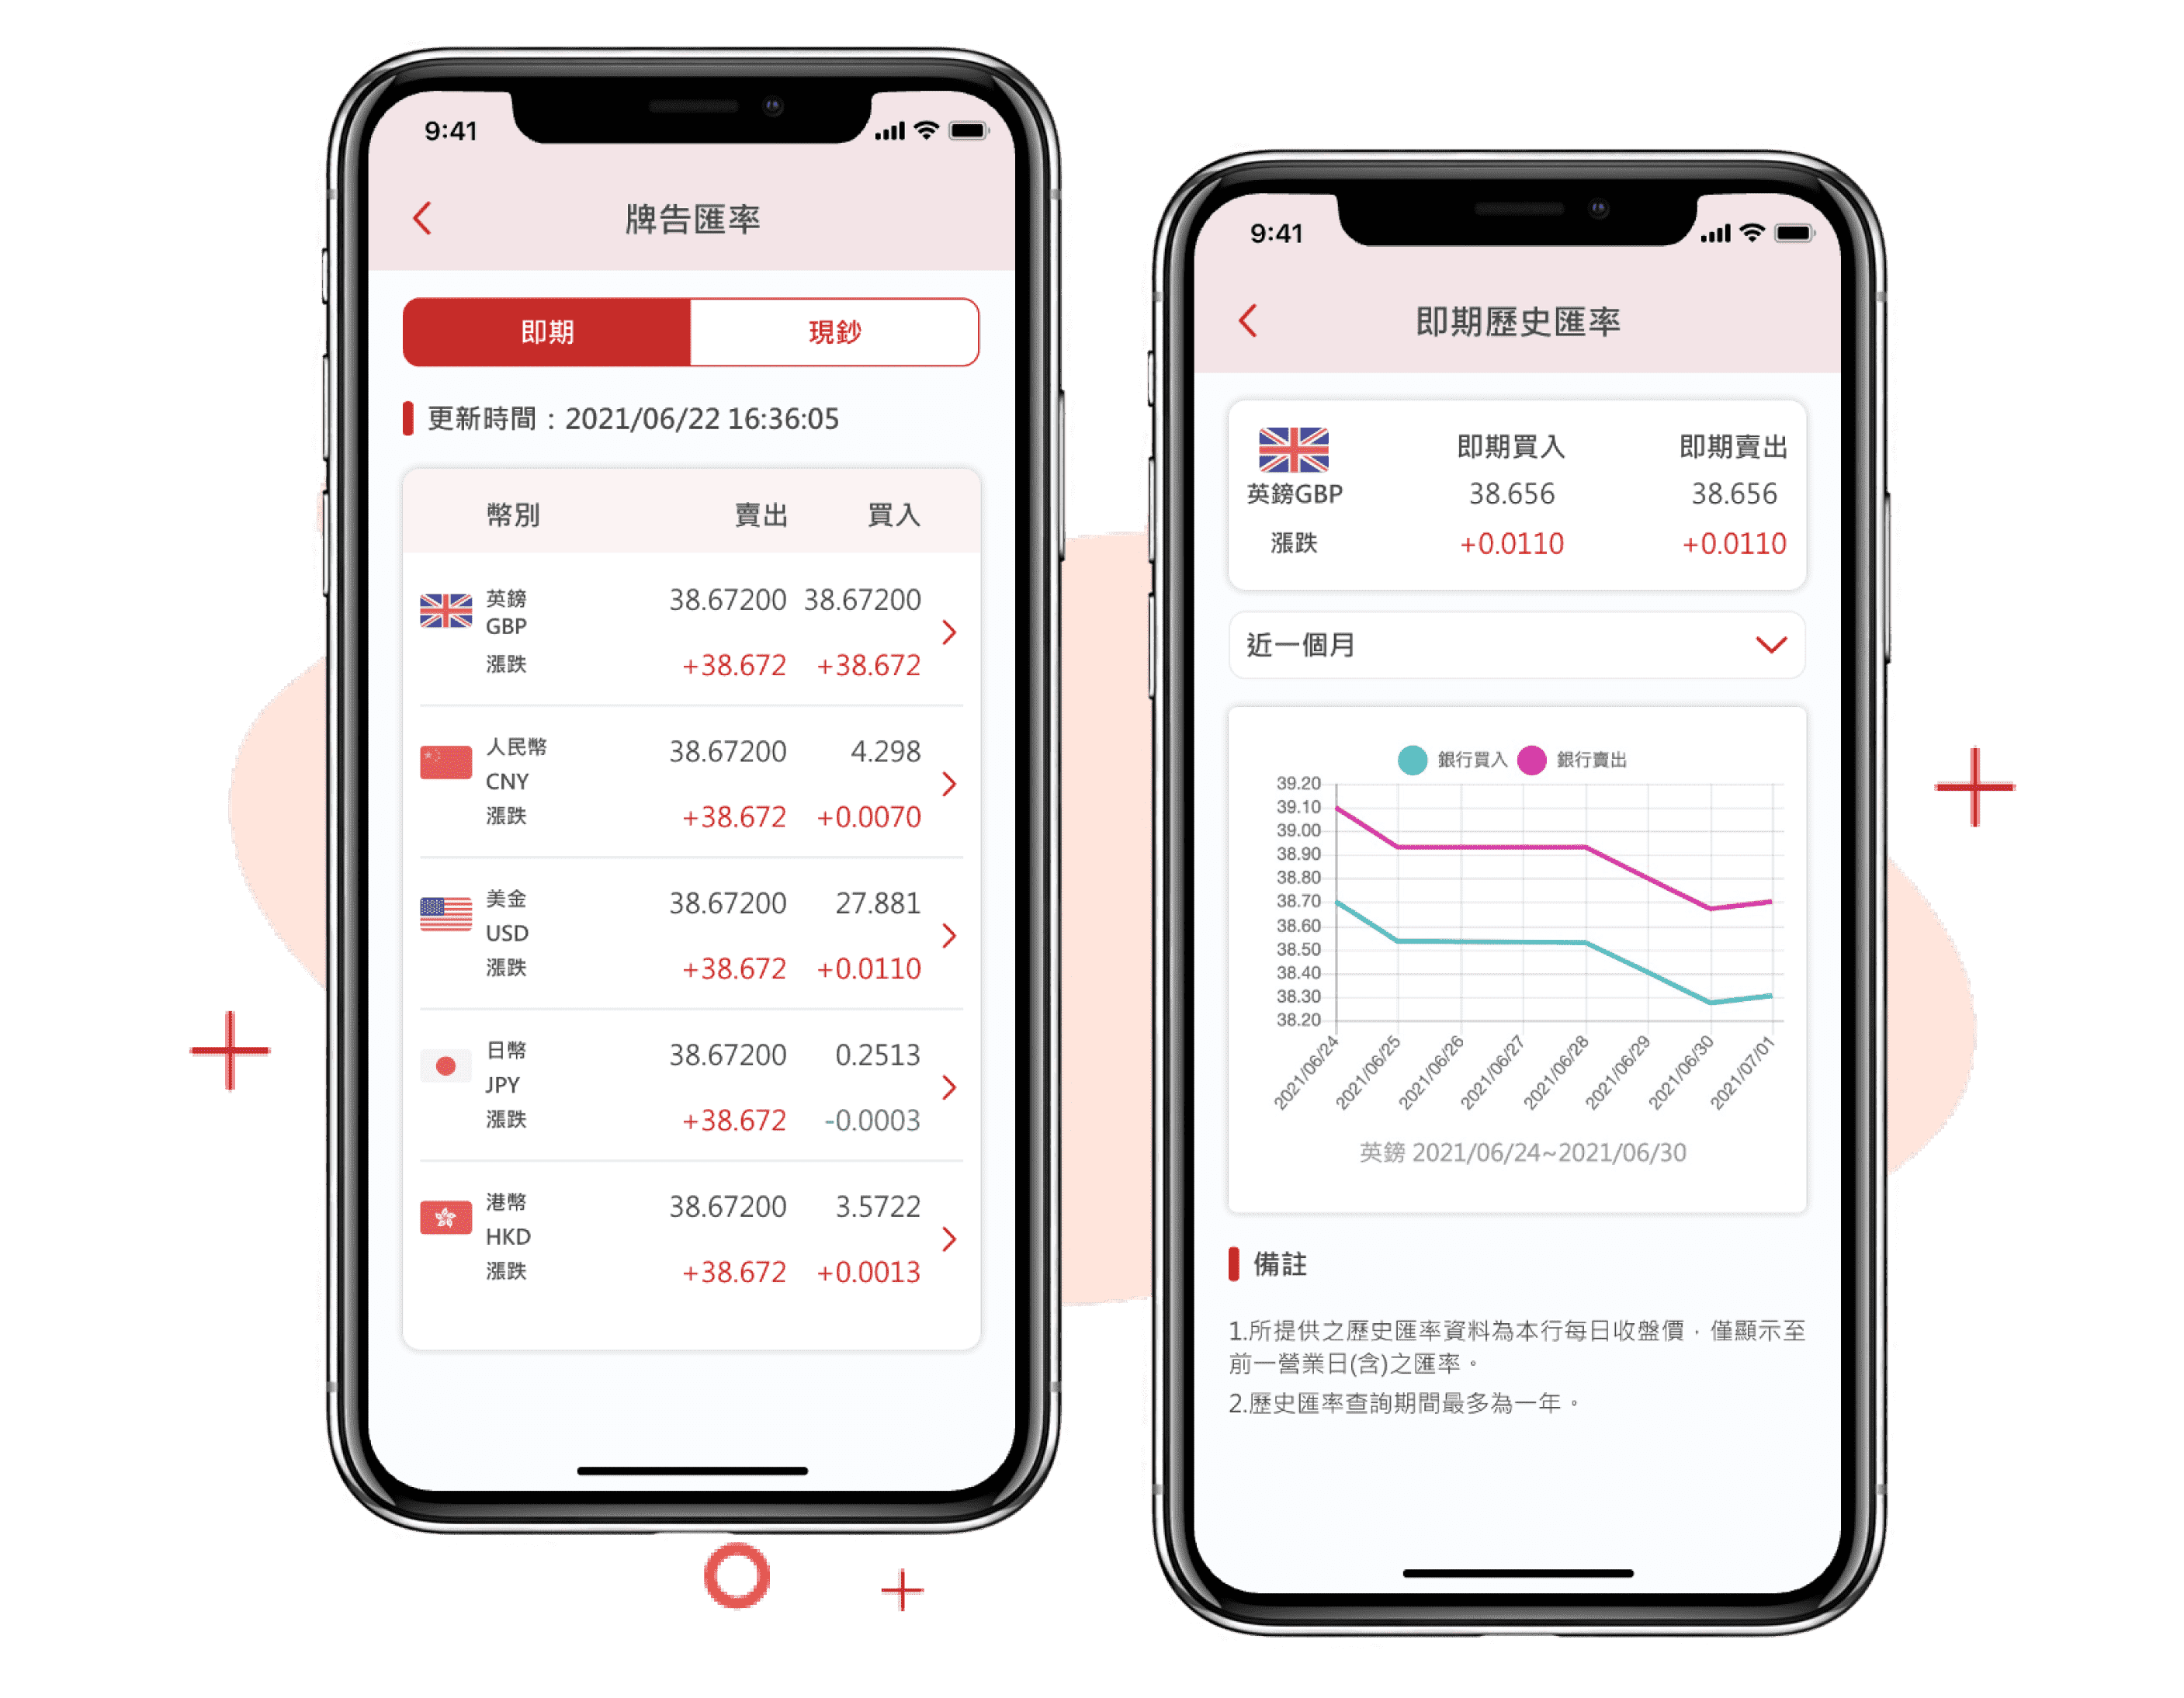 9:41
牌告匯率
即期 現鈔
更新時間：2021/06/22 16:36:05
幣別 賣出 買入
英鎊 38.67200 38.67200
GBP
漲跌 +38.672 +38.672
人民幣 38.67200 4.298
CNY
漲跌 +38.672 +0.0070
美金 38.67200 27.881
USD
漲跌 +38.672 +0.0110
日幣 38.67200 0.2513
JPY
漲跌 +38.672 -0.0003
港幣 38.67200 3.5722
HKD
漲跌 +38.672 +0.0013
9:41
即期歷史匯率
即期買入 即期賣出
英鎊GBP 38.656 38.656
漲跌 +0.0110 +0.0110
近一個月
銀行買入 銀行賣出
39.20
39.10
39.00
38.90
38.80
38.70
38.60
38.50
38.40
38.30
38.20
2021/06/24 2021/06/25 2021/06/26 2021/06/27 2021/06/28 2021/06/29 2021/06/30 2021/07/01
英鎊 2021/06/24~2021/06/30
備註
1.所提供之歷史匯率資料為本行每日收盤價，僅顯示至
前一營業日(含)之匯率。
2.歷史匯率查詢期間最多為一年。